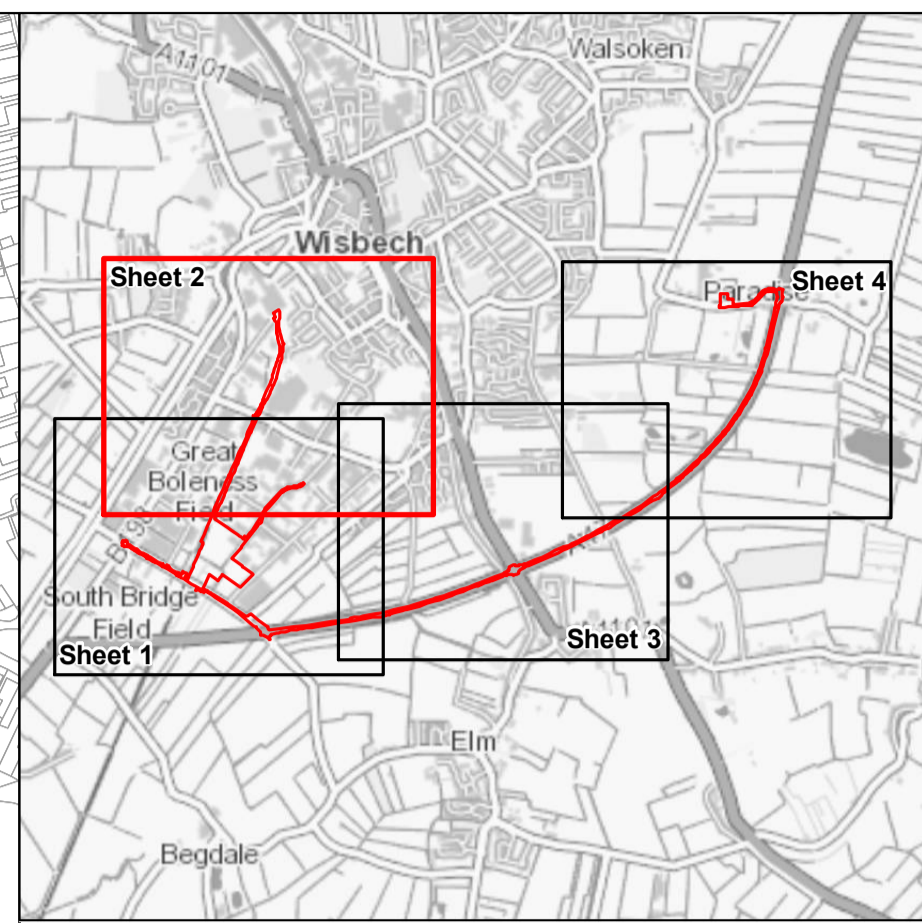 A1101
Walsoken
Wisbech
Sheet 2
Paradise
Sheet 4
Great
Boleness
Field
South Bridge
Field
Sheet 1
Sheet 3
Elm
Begdale